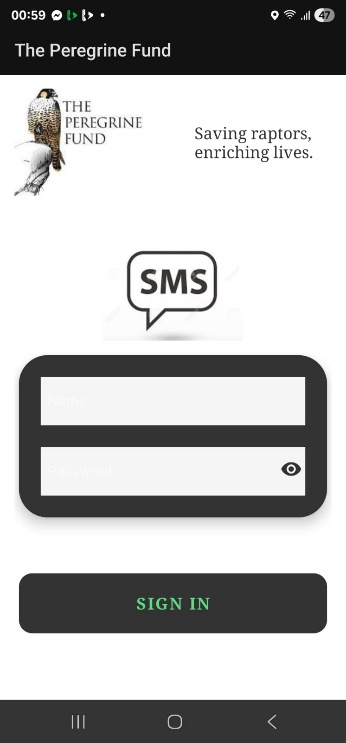 00:59
47
The Peregrine Fund
THE
PEREGRINE
FUND
Saving raptors,
enriching lives.
SMS
Name
Password
SIGN IN